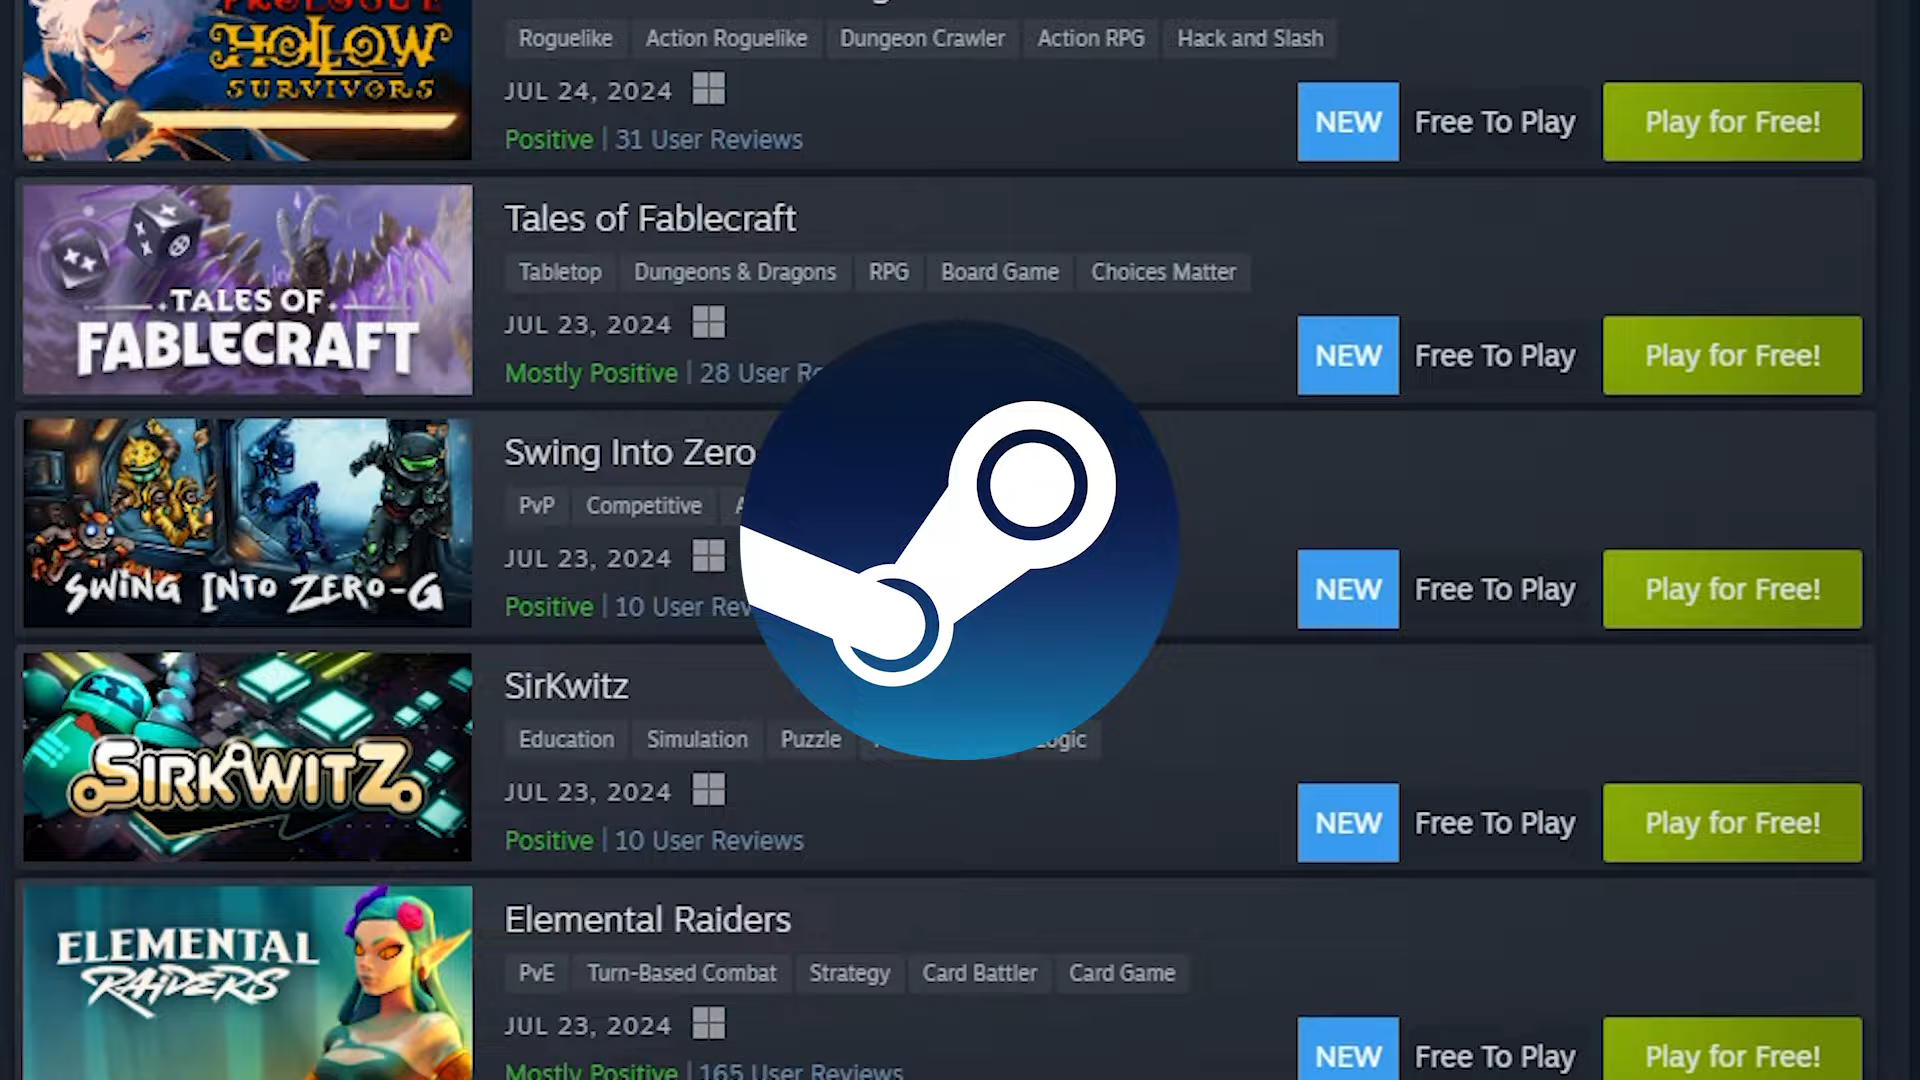 PROLOGUE
HOLLOW
SURVIVORS
Roguelike Action Roguelike Dungeon Crawler Action RPG Hack and Slash
JUL 24, 2024
Positive | 31 User Reviews
NEW Free To Play Play for Free!
TALES OF
FABLECRAFT
Tales of Fablecraft
Tabletop Dungeons & Dragons RPG Board Game Choices Matter
JUL 23, 2024
Mostly Positive | 28 User
NEW Free To Play Play for Free!
SWING INTO ZERO-G
Swing Into Zero
PvP Competitive
JUL 23, 2024
Positive | 10 User
NEW Free To Play Play for Free!
SIRKWITZ
SirKwitz
Education Simulation Puzzle Logic
JUL 23, 2024
Positive | 10 User Reviews
NEW Free To Play Play for Free!
ELEMENTAL
RAIDERS
Elemental Raiders
PvE Turn-Based Combat Strategy Card Battler Card Game
JUL 23, 2024
Mostly Positive | 165 User Reviews
NEW Free To Play Play for Free!